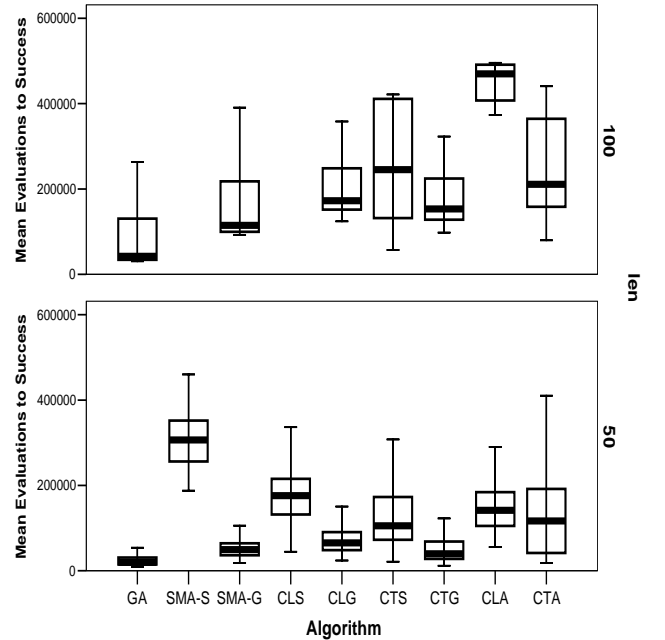 Mean Evaluations to Success
600000
400000
200000
0
100
len
Mean Evaluations to Success
600000
400000
200000
0
50
GA SMA-S SMA-G CLS CLG CTS CTG CLA CTA
Algorithm